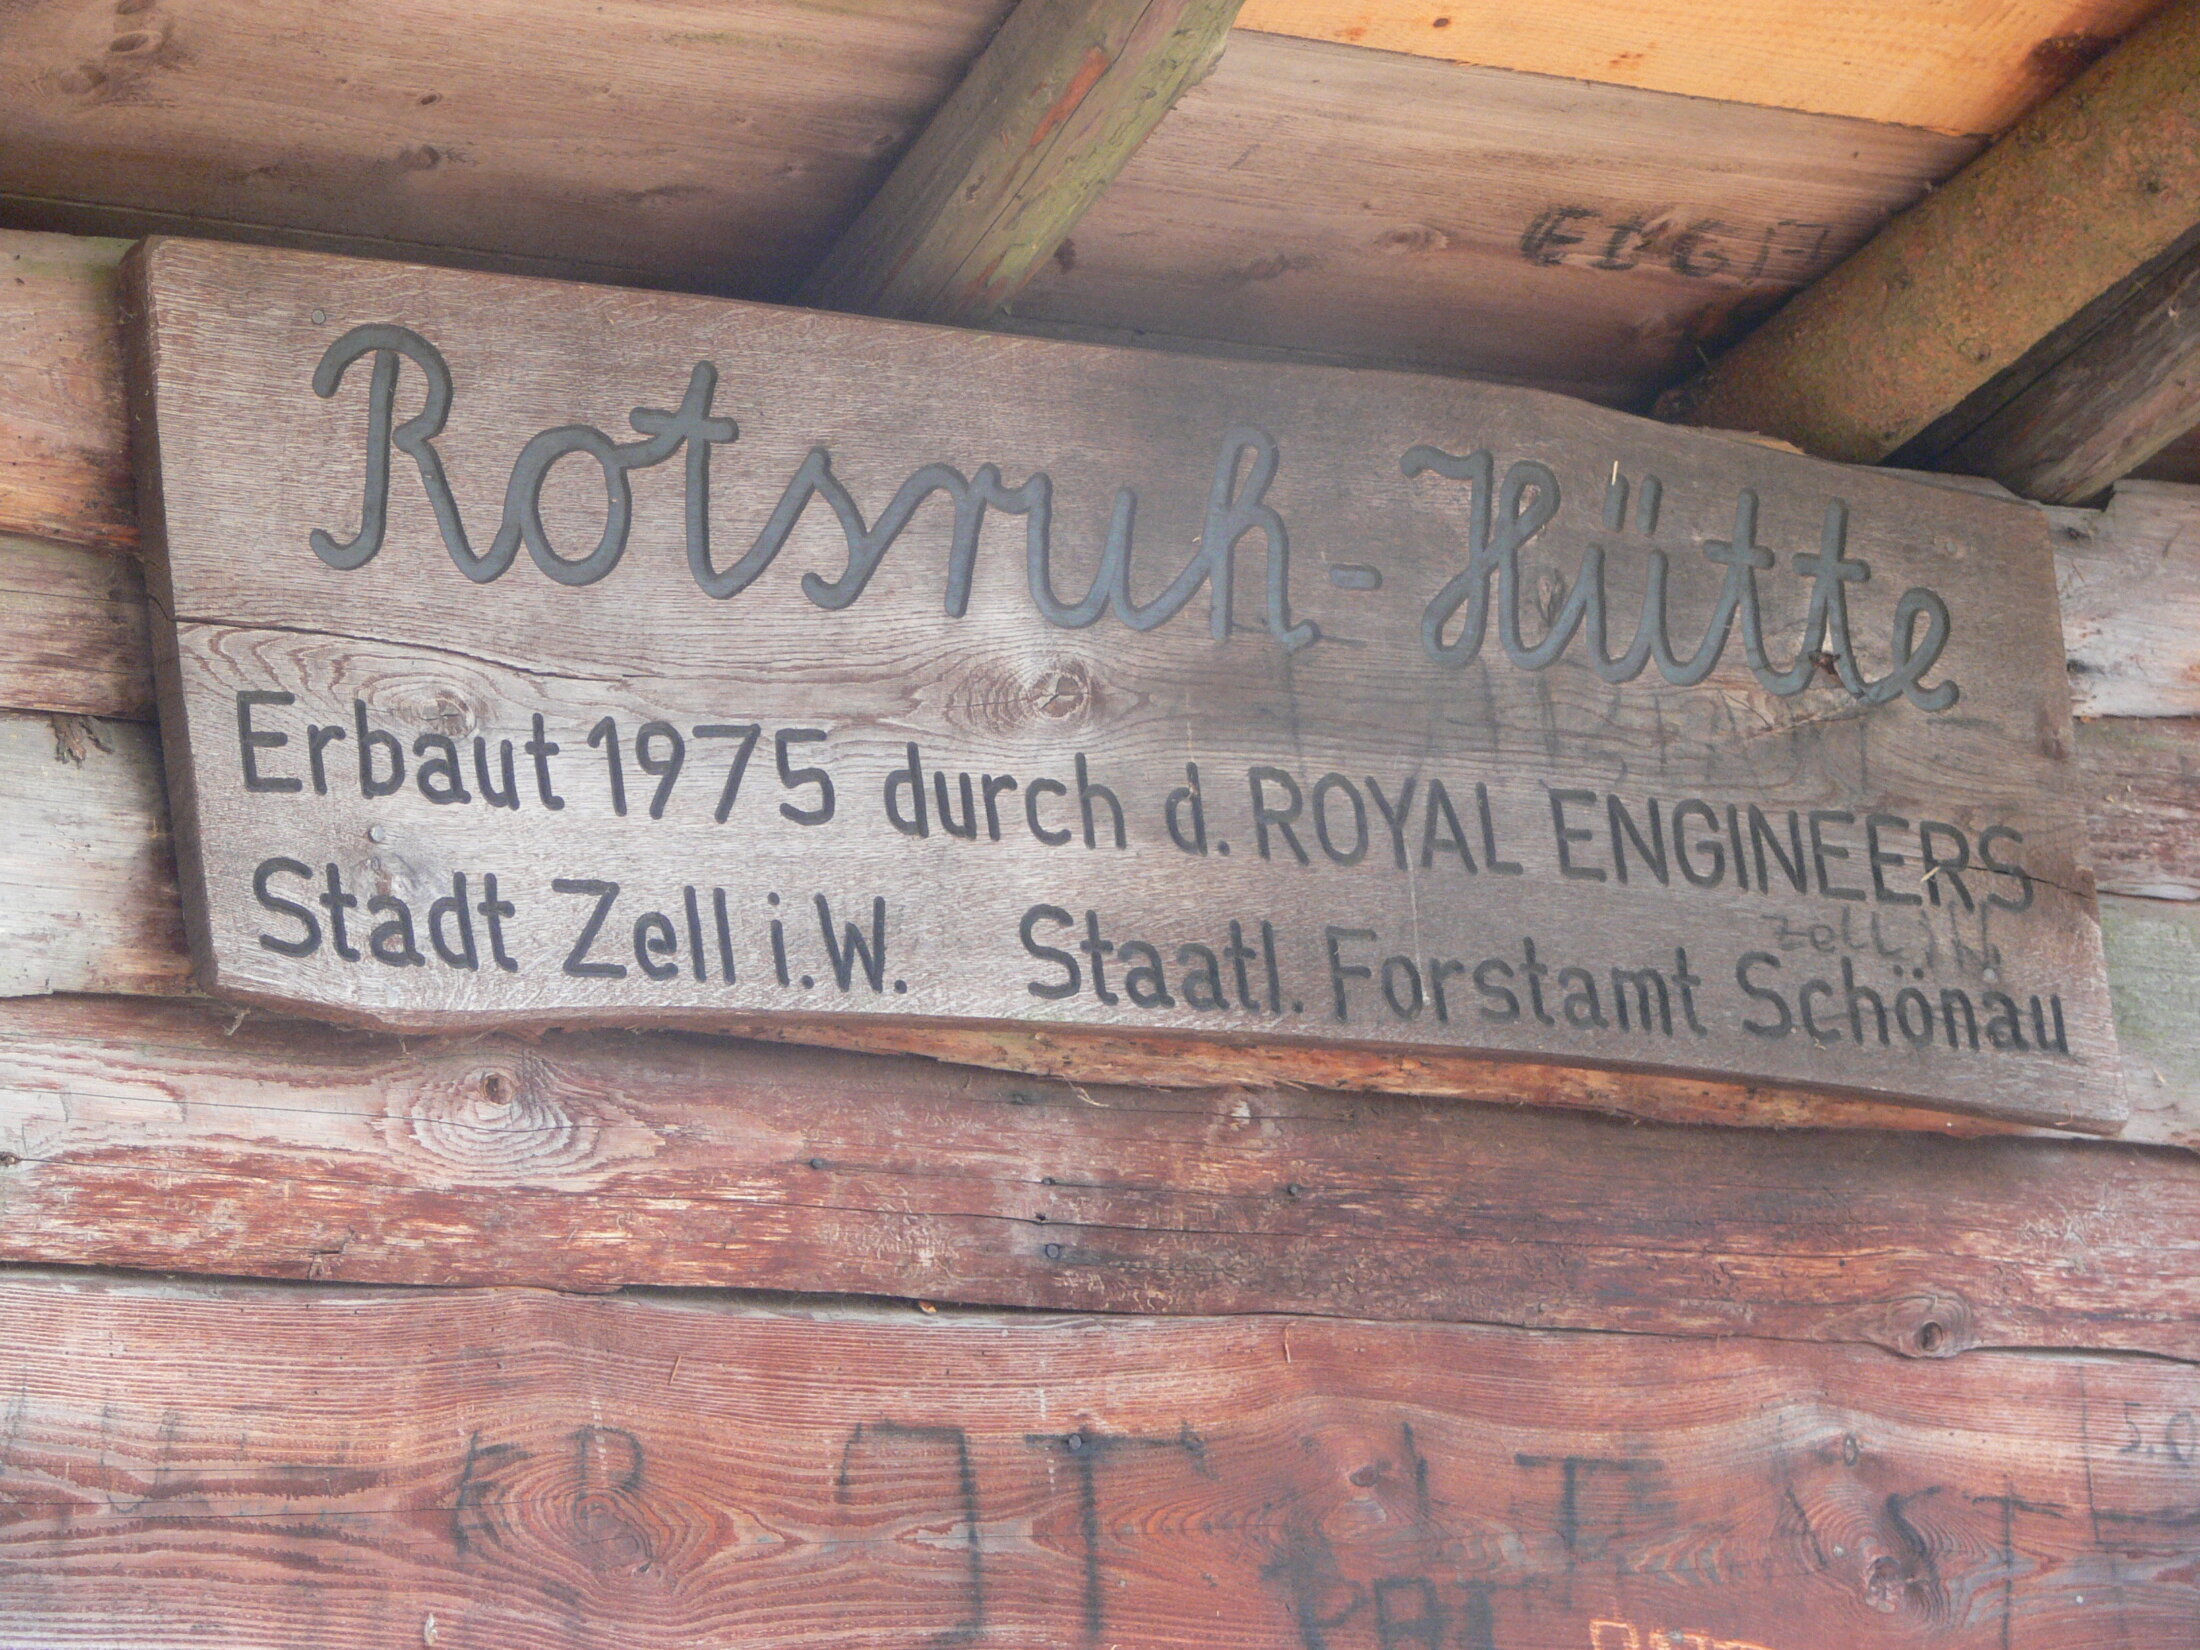 Rotsruh-Hütte
Erbaut 1975 durch d. ROYAL ENGINEERS
Stadt Zell i.W. Staatl. Forstamt Schönau